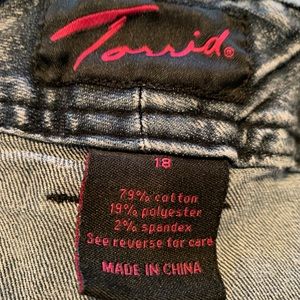 Torrid®
18
79% cotton
19% polyester
2% spandex
See reverse for care
MADE IN CHINA